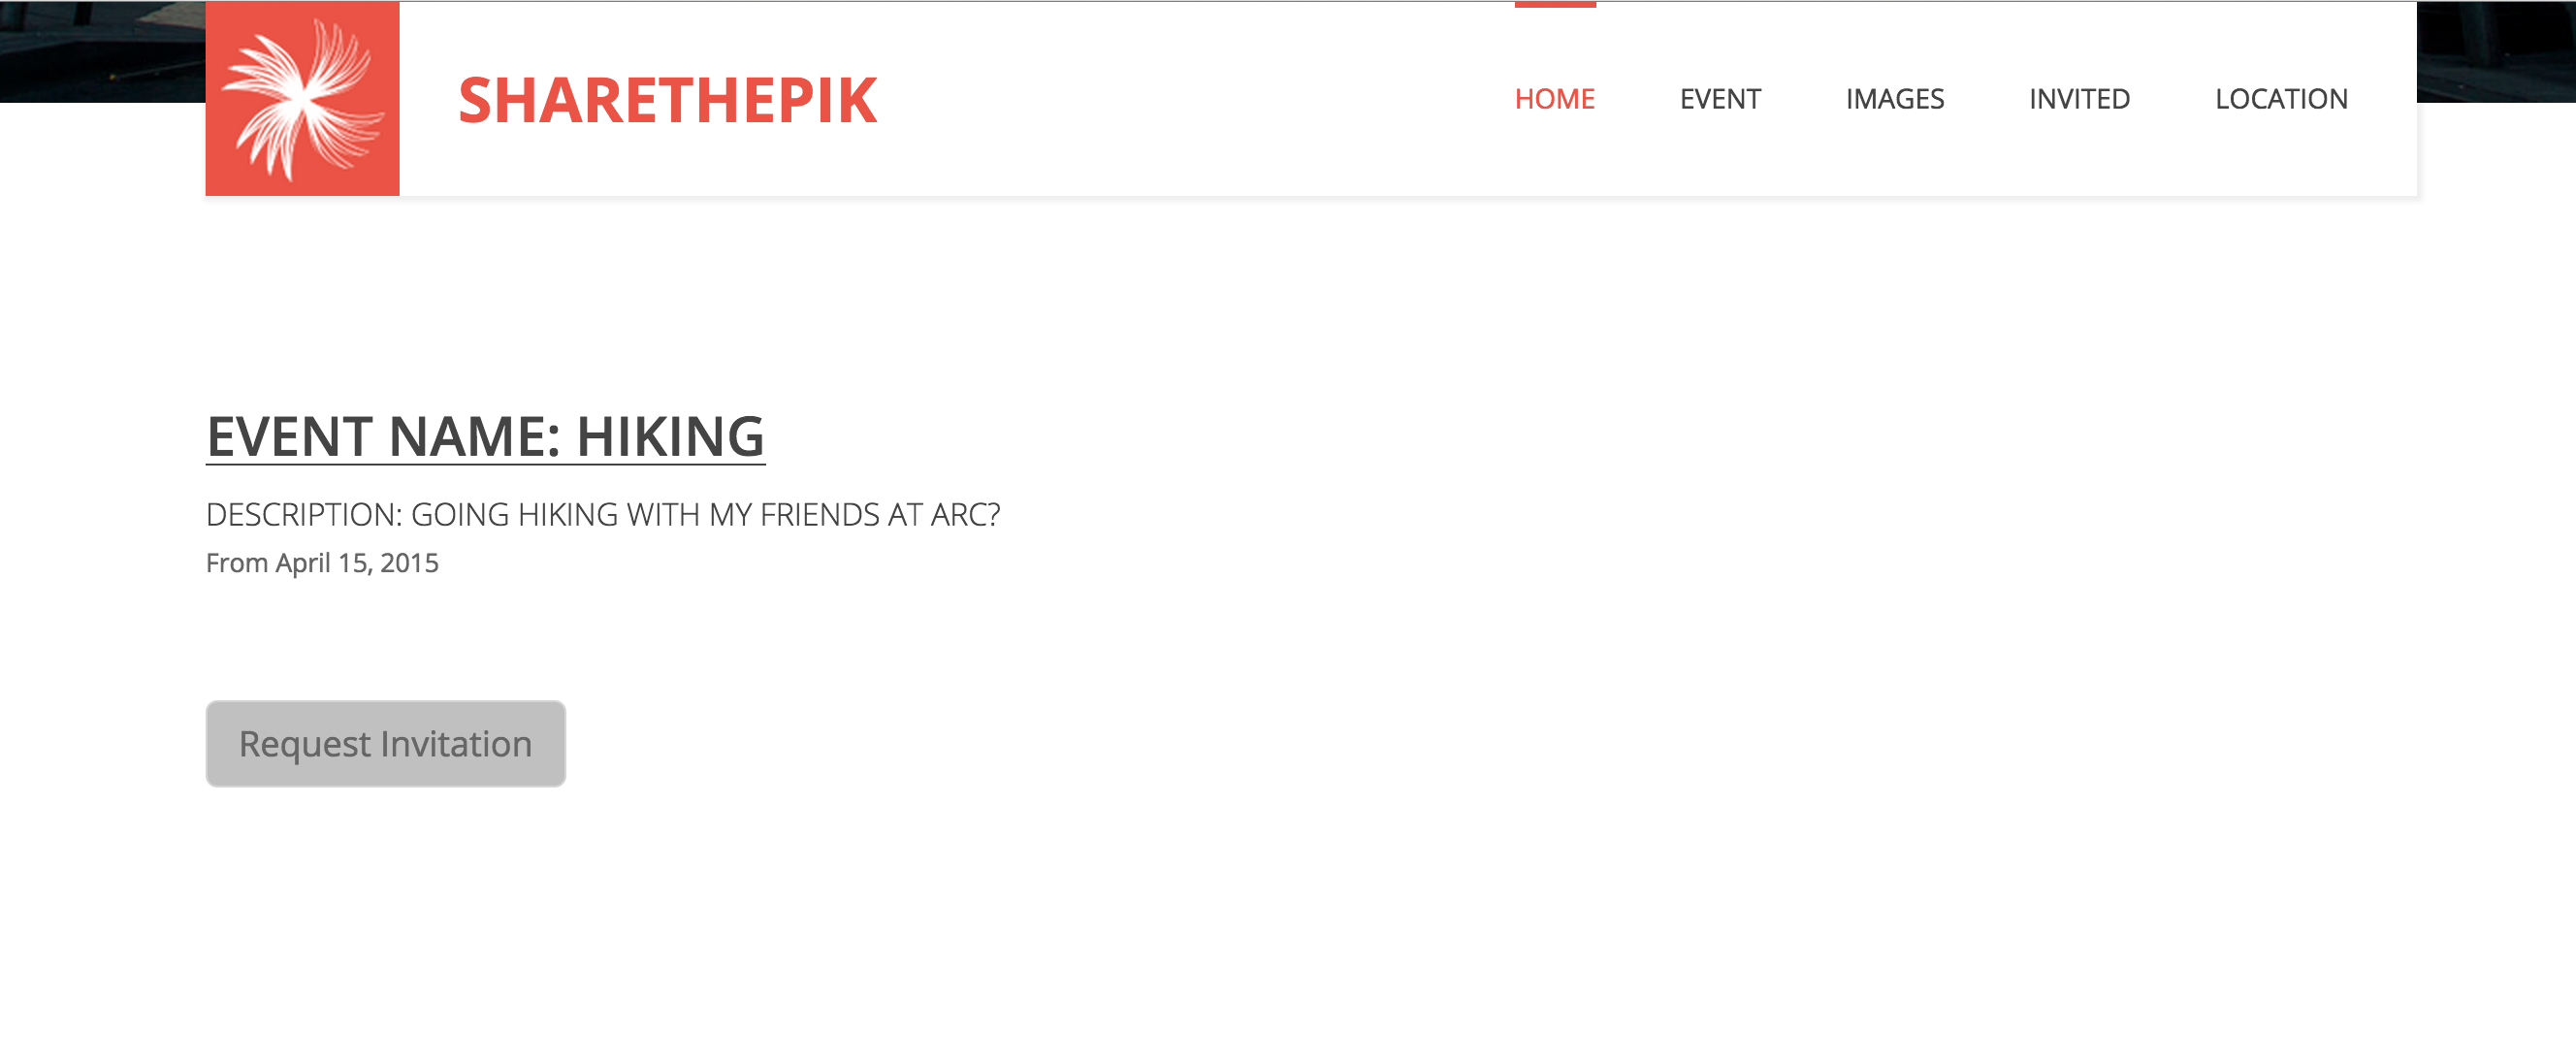 SHARETHEPIK
HOME EVENT IMAGES INVITED LOCATION
EVENT NAME: HIKING
DESCRIPTION: GOING HIKING WITH MY FRIENDS AT ARC?
From April 15, 2015
Request Invitation